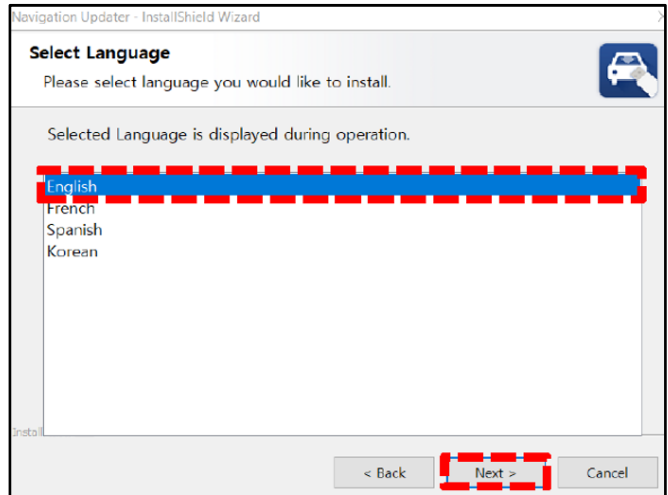 Navigation Updater - InstallShield Wizard
Select Language
Please select language you would like to install.
Selected Language is displayed during operation.
English
French
Spanish
Korean
Install
< Back
Next >
Cancel